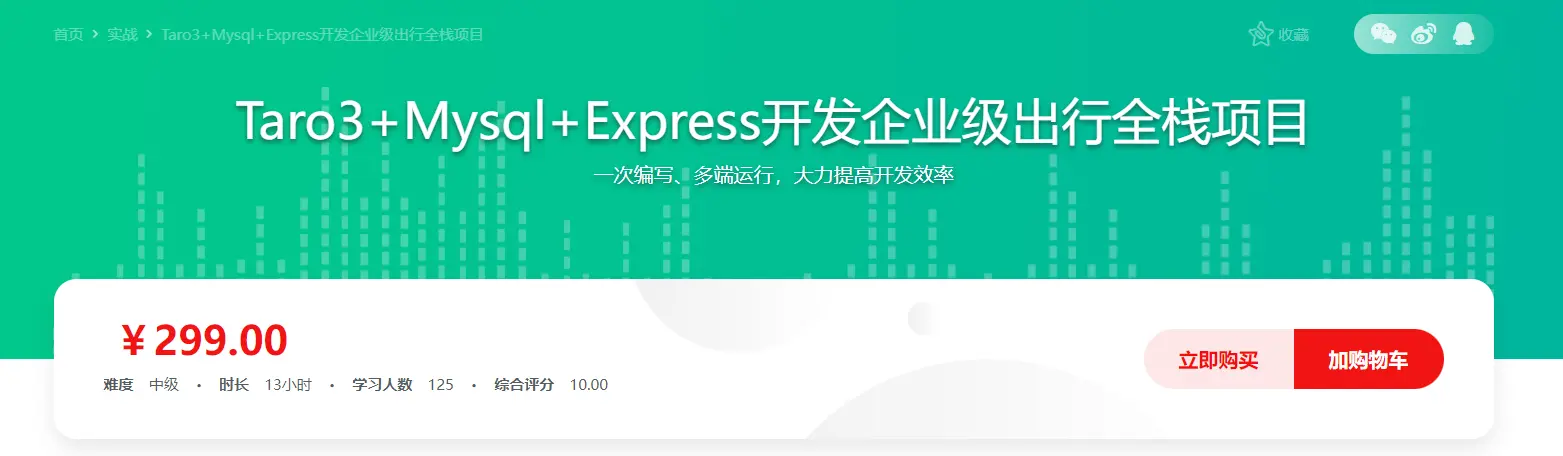 首页 > 实战 > Taro3+Mysql+Express开发企业级出行全栈项目 收藏
Taro3+Mysql+Express开发企业级出行全栈项目
一次编写、多端运行，大力提高开发效率
￥299.00
难度 中级 · 时长 13小时 · 学习人数 125 · 综合评分 10.00
立即购买 加购物车